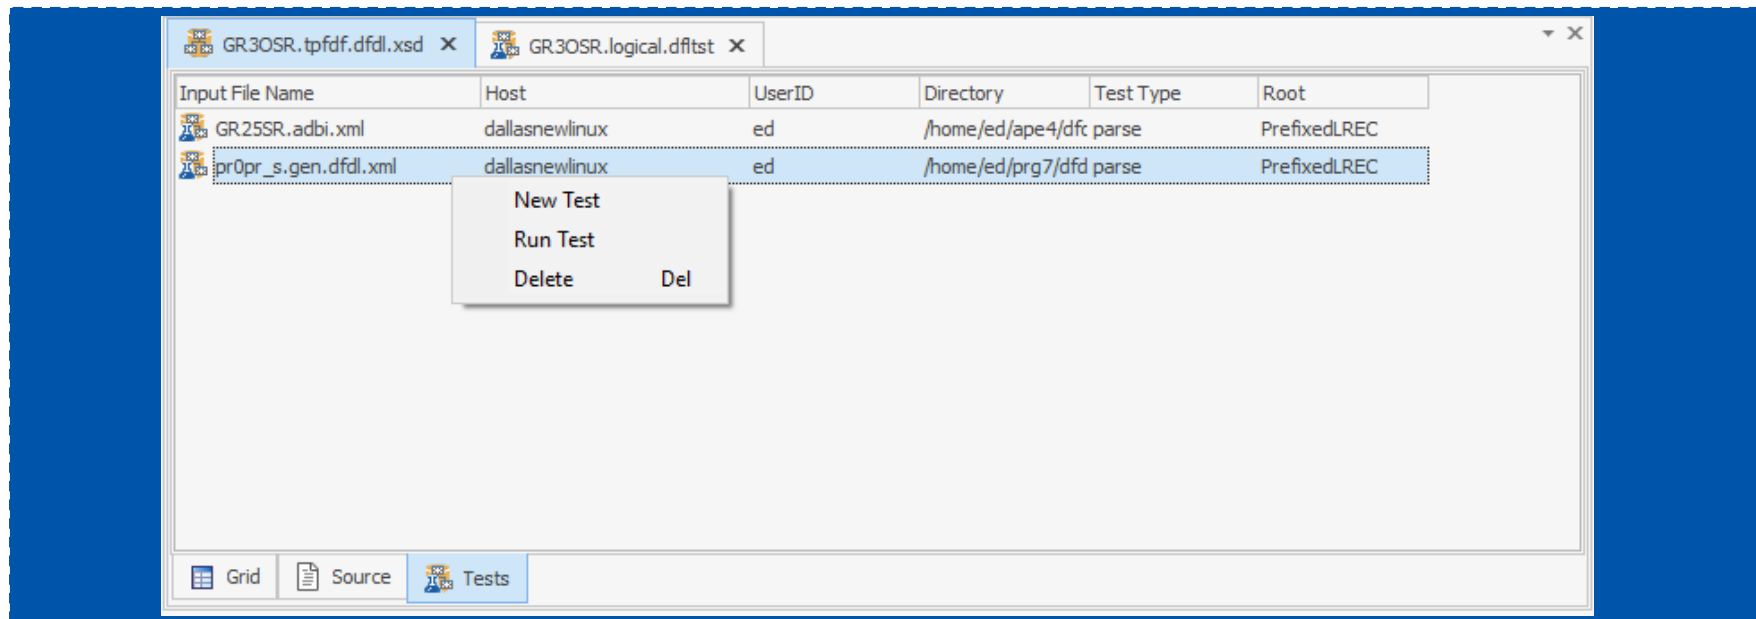 GR3OSR.tpfdf.dfdl.xsd GR3OSR.logical.dfltst
Input File Name Host UserID Directory Test Type Root
GR25SR.adbi.xml dallasnewlinux ed /home/ed/ape4/dfc parse PrefixedLREC
pr0pr_s.gen.dfdl.xml dallasnewlinux ed /home/ed/prg7/dfd parse PrefixedLREC
New Test
Run Test
Delete Del
Grid Source Tests